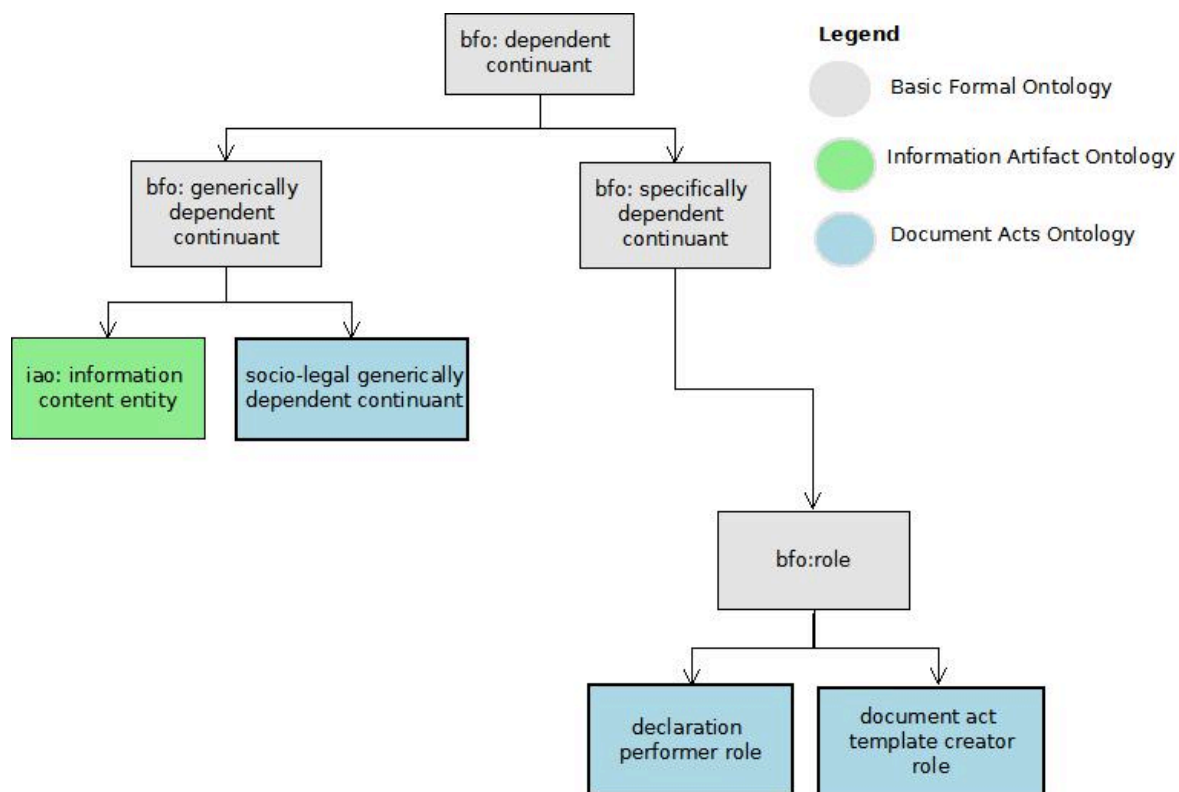 bfo: dependent
continuant
Legend
Basic Formal Ontology
Information Artifact Ontology
Document Acts Ontology
bfo: generically
dependent
continuant
bfo: specifically
dependent
continuant
iao: information
content entity
socio-legal generically
dependent continuant
bfo:role
declaration
performer role
document act
template creator
role